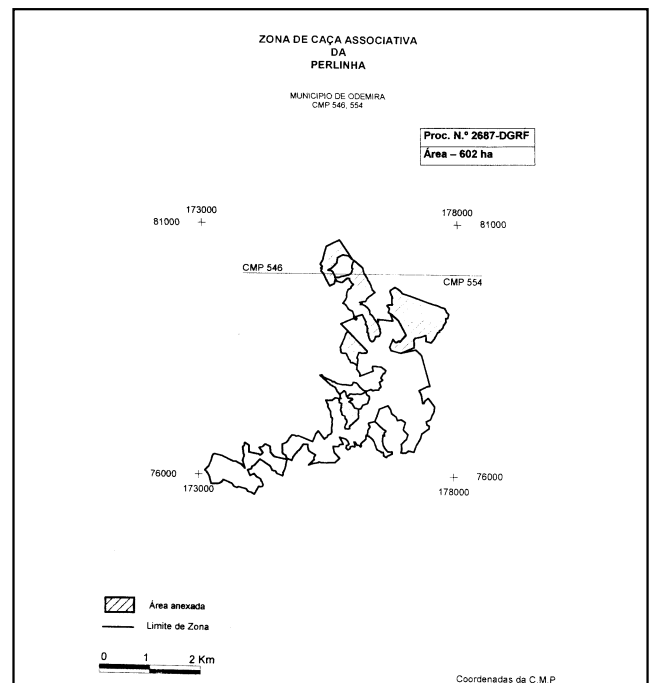 ZONA DE CAÇA ASSOCIATIVA
DA
PERLINHA
MUNICIPIO DE ODEMIRA
CMP 546, 554
Proc. N.º 2687-DGRF
Área – 602 ha
173000
81000
178000
81000
CMP 546
CMP 554
76000
173000
76000
178000
Área anexada
Limite de Zona
0 1 2 Km
Coordenadas da C.M.P